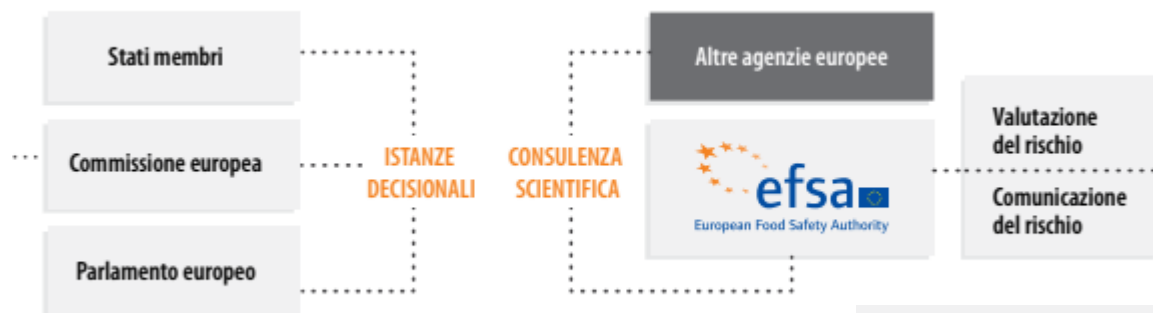 Stati membri
Commissione europea
Parlamento europeo
ISTANZE
DECISIONALI
CONSULENZA
SCIENTIFICA
Altre agenzie europee
efsa
European Food Safety Authority
Valutazione
del rischio
Comunicazione
del rischio